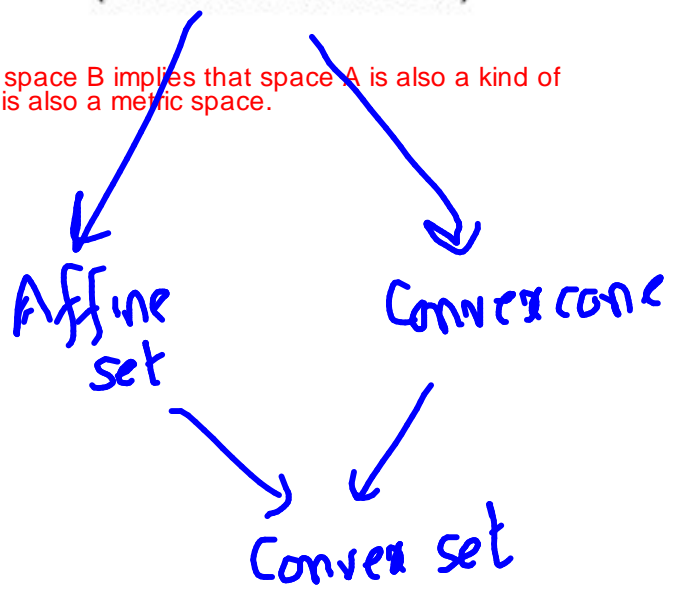 space B implies that space A is also a kind of
is also a metric space.
Affine
set
Convex cone
Convex set